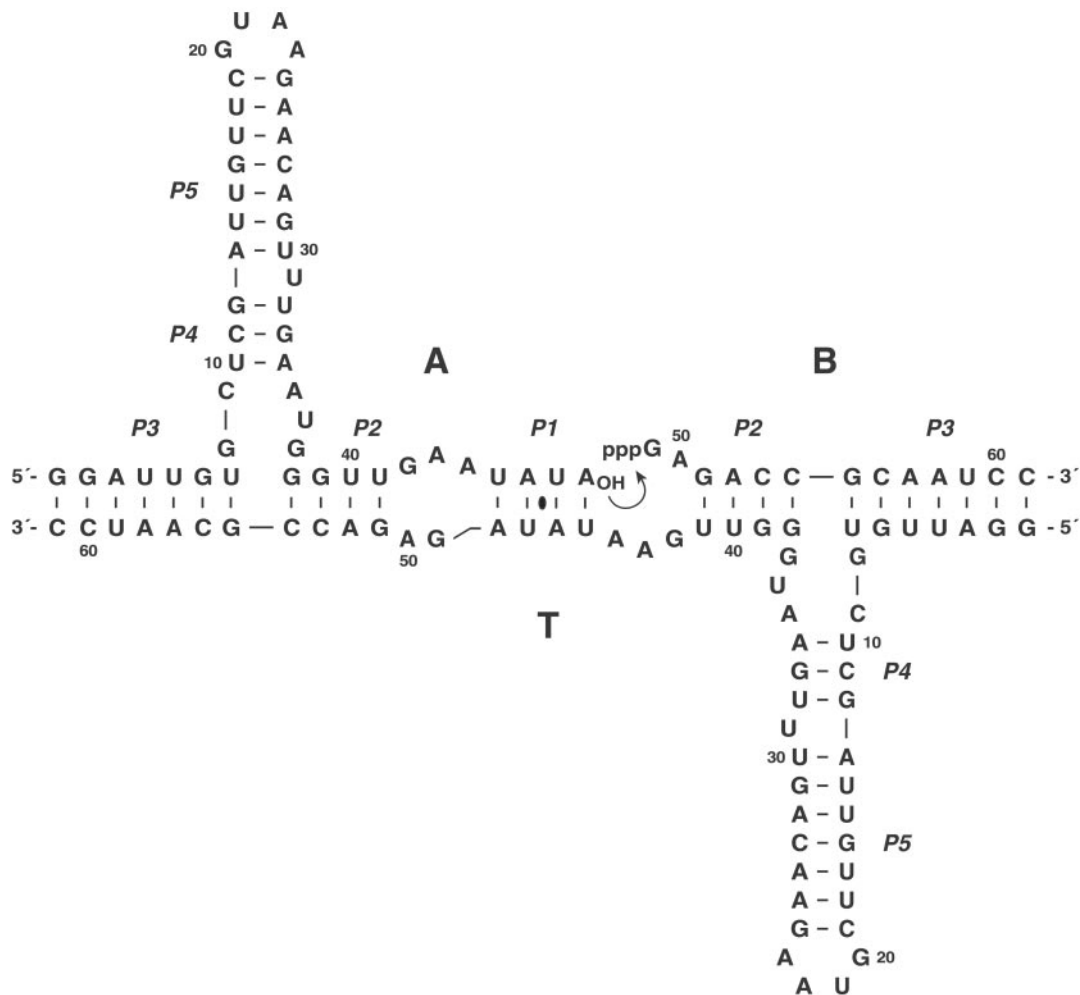 U A
20 G A
C – G
U – A
U – A
G – C
P5 U – A
U – G
A – U 30
U
G – U
P4 C – G
A B
10 U – A
C A
P3 U P2 P1 P2 P3
G 40 A pppG 50 60
5´- G G A U U G U G G U U G A U A U A OH A G A C C — G C A A U C C - 3´
3´- C C U A A C G — C C A G A G A U A U A A G U U G G U G U U A G G - 5´
60 50 40 G G
U
T A C
A – U 10
G – C P4
U – G
U
30 U – A
G – U
A – U
C – G P5
A – U
A – U
G – C
A G 20
A U